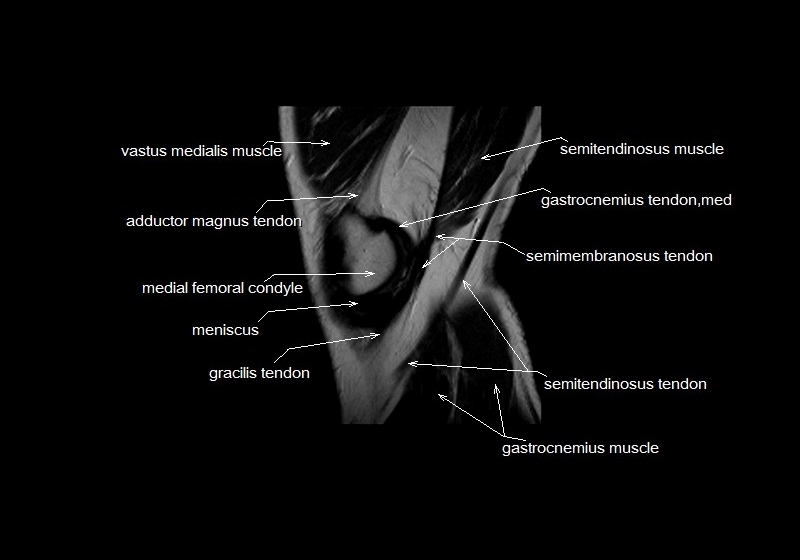 vastus medialis muscle
semitendinosus muscle
gastrocnemius tendon,med
adductor magnus tendon
semimembranosus tendon
medial femoral condyle
meniscus
gracilis tendon
semitendinosus tendon
gastrocnemius muscle